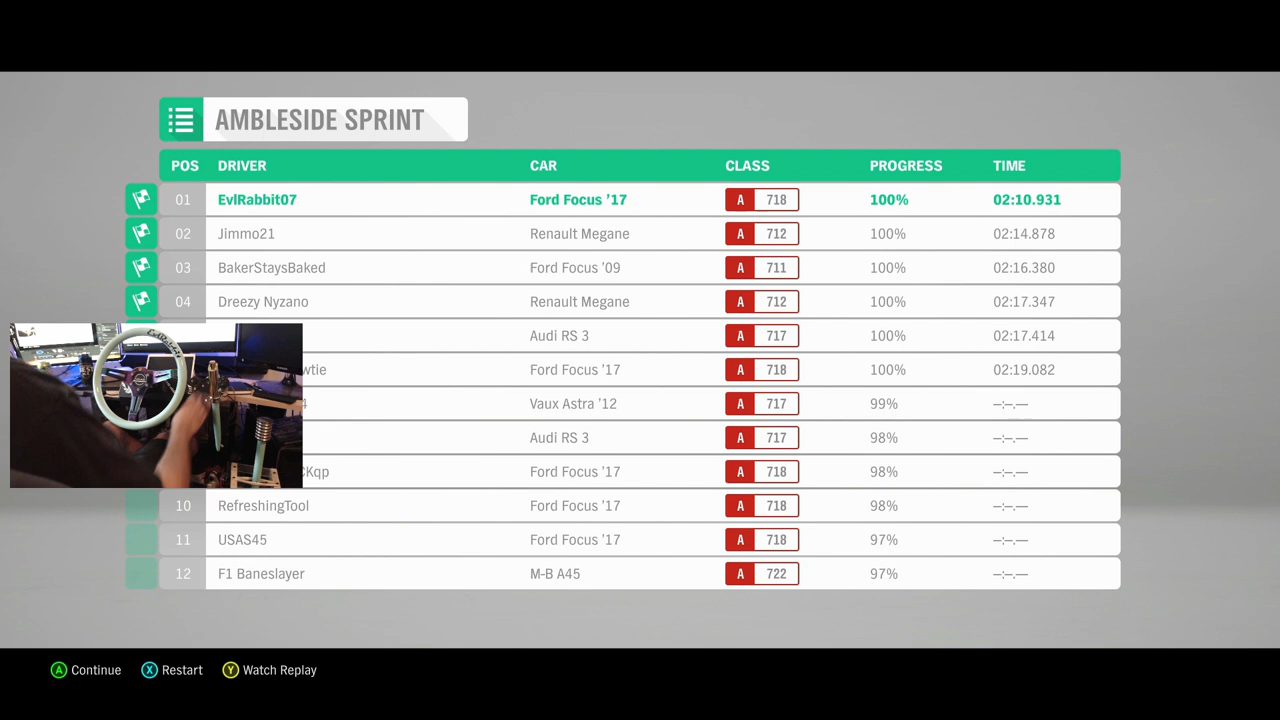 AMBLESIDE SPRINT
POS DRIVER CAR CLASS PROGRESS TIME
01 EvlRabbit07 Ford Focus '17 A 718 100% 02:10.931
02 Jimmo21 Renault Megane A 712 100% 02:14.878
03 BakerStaysBaked Ford Focus '09 A 711 100% 02:16.380
04 Dreezy Nyzano Renault Megane A 712 100% 02:17.347
Audi RS 3 A 717 100% 02:17.414
wtie Ford Focus '17 A 718 100% 02:19.082
4 Vaux Astra '12 A 717 99% --:--.---
Audi RS 3 A 717 98% --:--.---
CKqp Ford Focus '17 A 718 98% --:--.---
10 RefreshingTool Ford Focus '17 A 718 98% --:--.---
11 USAS45 Ford Focus '17 A 718 97% --:--.---
12 F1 Baneslayer M-B A45 A 722 97% --:--.---
A Continue X Restart Y Watch Replay